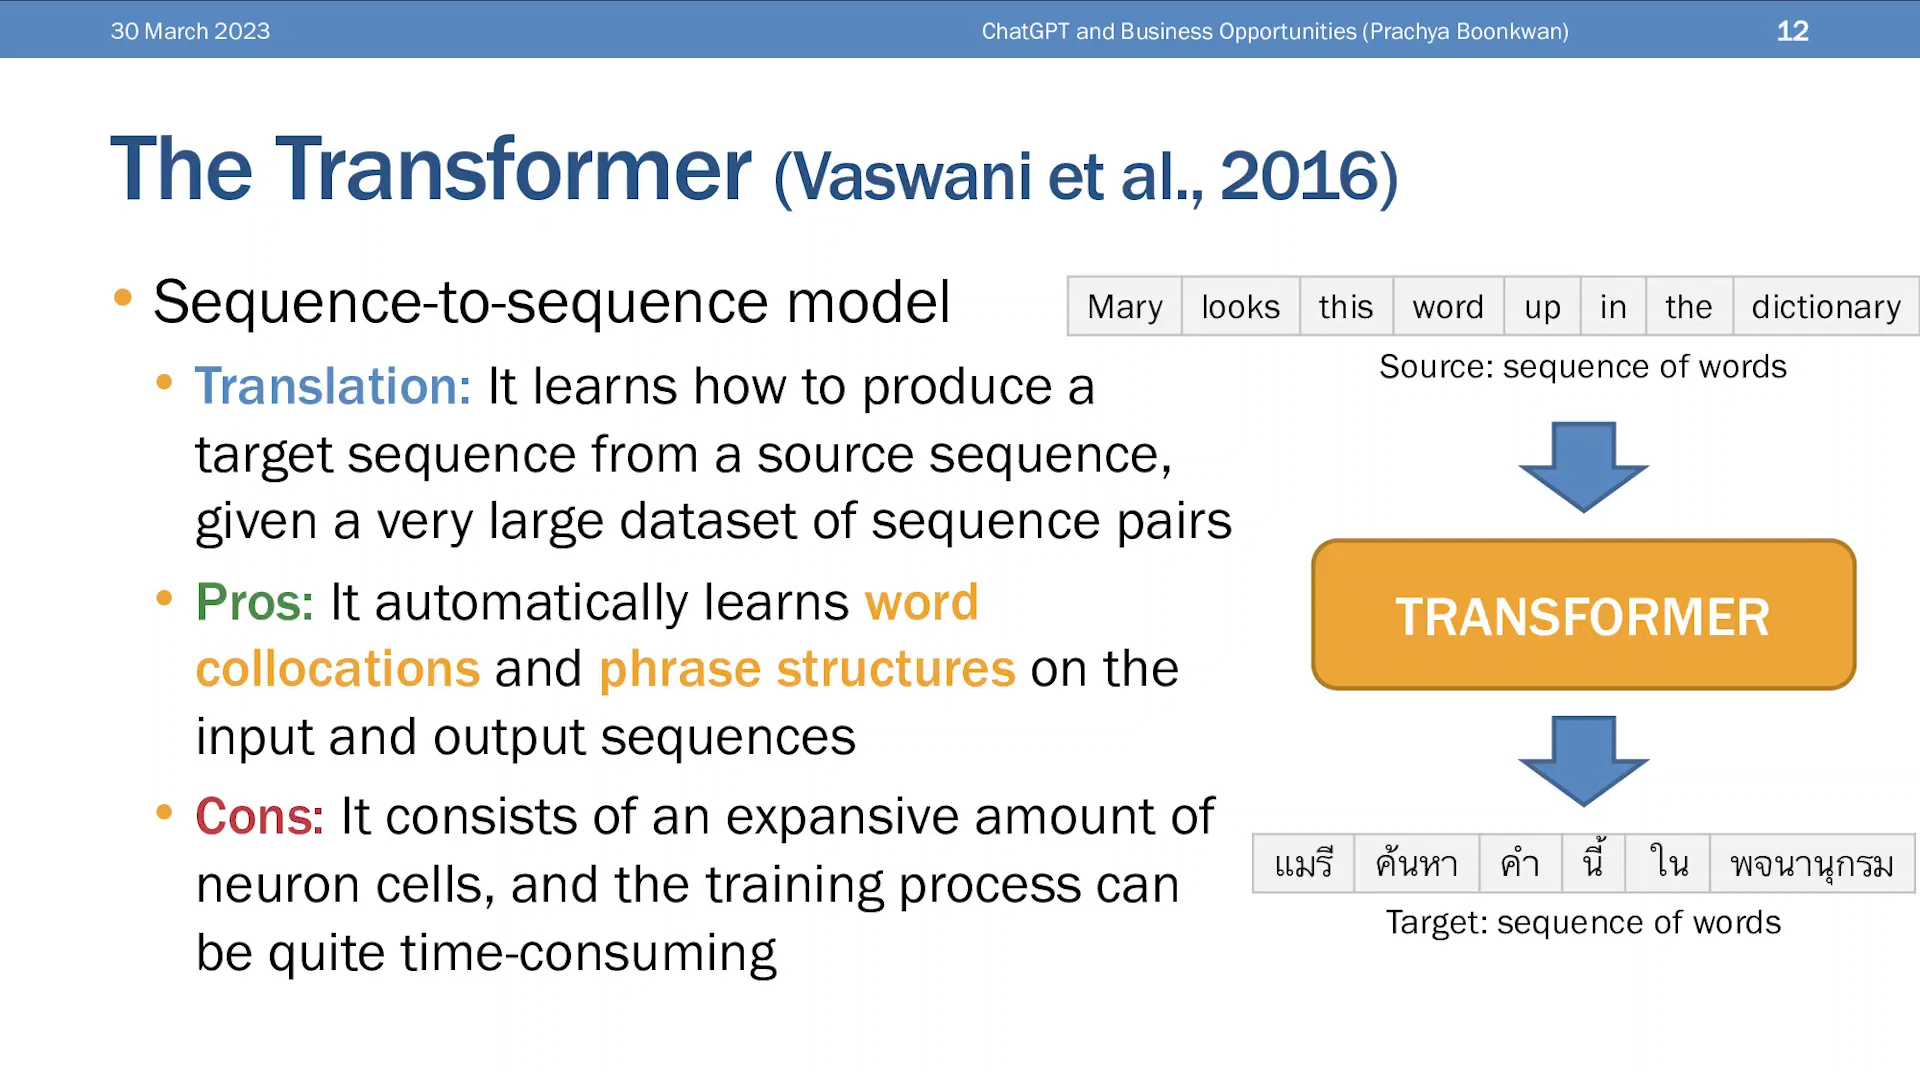 30 March 2023
ChatGPT and Business Opportunities (Prachya Boonkwan)
12
The Transformer (Vaswani et al., 2016)
• Sequence-to-sequence model
• Translation: It learns how to produce a
target sequence from a source sequence,
given a very large dataset of sequence pairs
• Pros: It automatically learns word
collocations and phrase structures on the
input and output sequences
• Cons: It consists of an expansive amount of
neuron cells, and the training process can
be quite time-consuming
Mary looks this word up in the dictionary
Source: sequence of words
TRANSFORMER
แมรี ค้นหา คำ นี้ ใน พจนานุกรม
Target: sequence of words